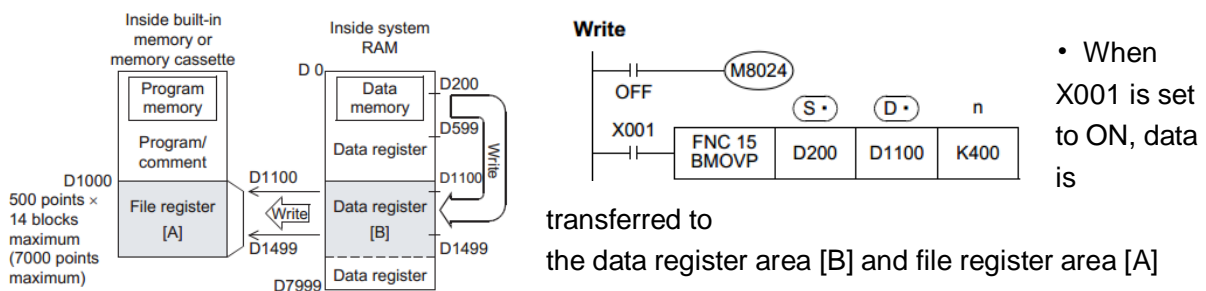 Inside built-in
memory or
memory cassette
Program
memory
Program/
comment
D1000
500 points ×
14 blocks
maximum
(7000 points
maximum)
File register
[A]
D1100
Write
D1499
Inside system
RAM
D 0
Data
memory
D200
D599
Data register
Write
D1100
Data register
[B]
D1499
Data register
D7999
Write
M8024
OFF
S • D • n
X001
FNC 15
BMOVP
D200 D1100 K400
• When
X001 is set
to ON, data
is
transferred to
the data register area [B] and file register area [A]